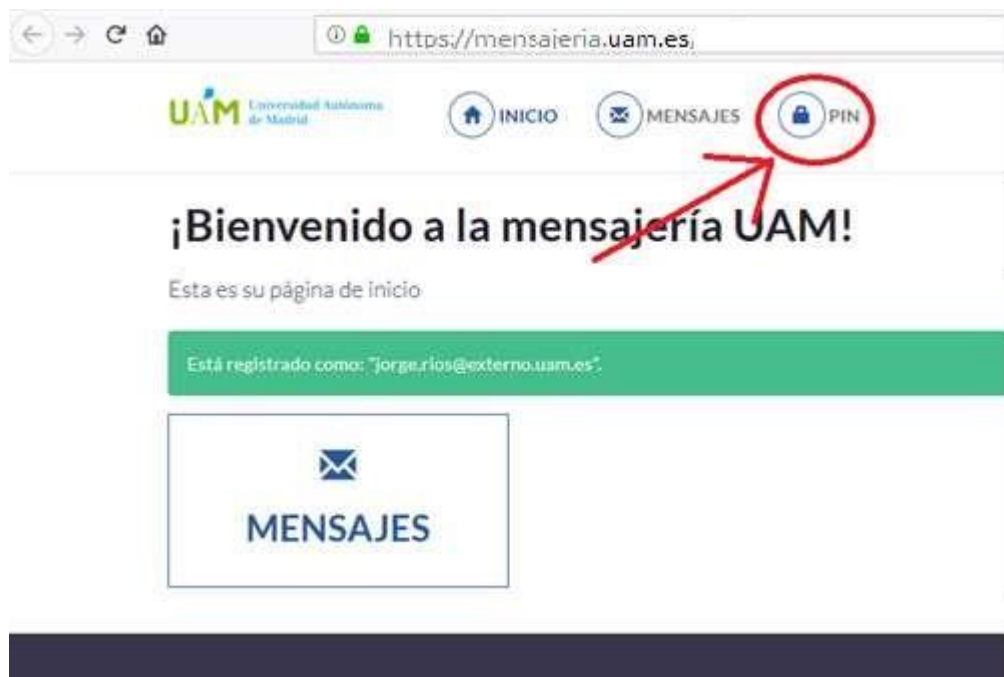 https://mensajeria.uam.es,
UAM Universidad Autónoma
de Madrid
INICIO
MENSAJES
PIN
¡Bienvenido a la mensajería UAM!
Esta es su página de inicio
Está registrado como: "jorge.rios@externo.uam.es".
MENSAJES